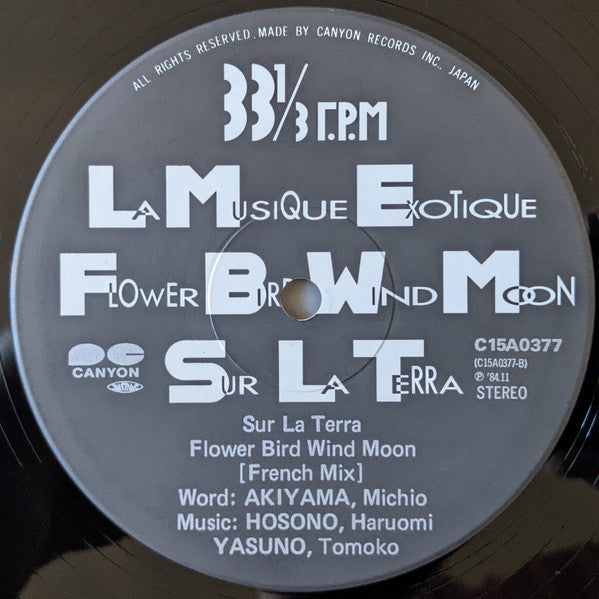 ALL RIGHTS RESERVED. MADE BY CANYON RECORDS INC., JAPAN
33 1/3 r.P.M
LA MUSIQUE EXOTIQUE
FLOWER BIRD WIND MOON
SUR LA TERRA
PC
CANYON
JASRAC
C15A0377
(C15A0377-B)
℗ '84.11
STEREO
Sur La Terra
Flower Bird Wind Moon
[French Mix]
Word: AKIYAMA, Michio
Music: HOSONO, Haruomi
YASUNO, Tomoko